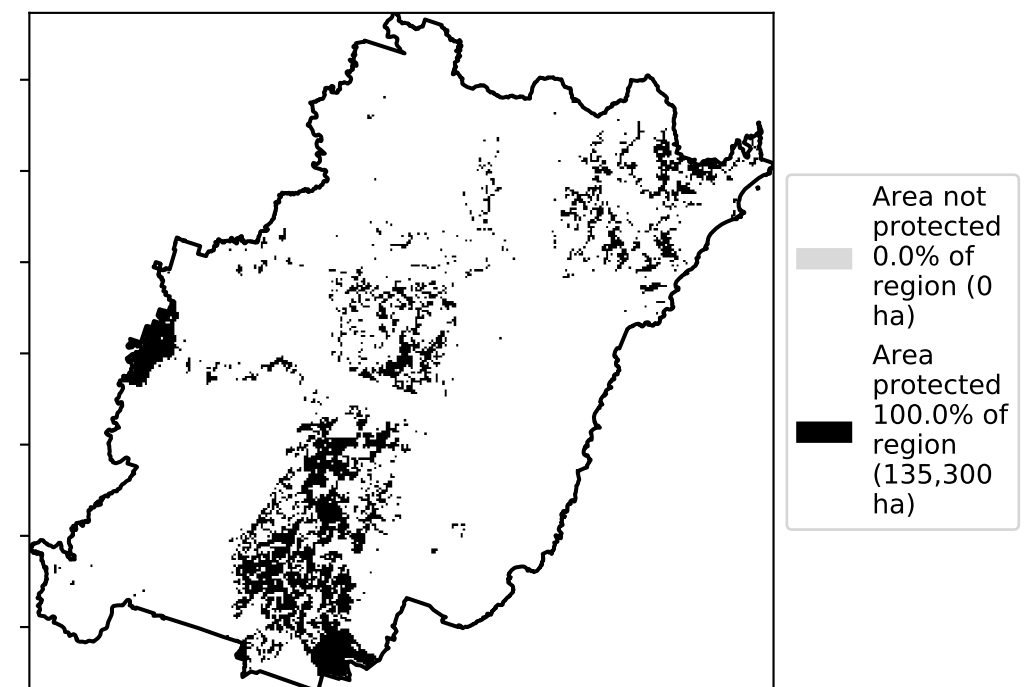 Area not
protected
0.0% of
region (0
ha)
Area
protected
100.0% of
region
(135,300
ha)